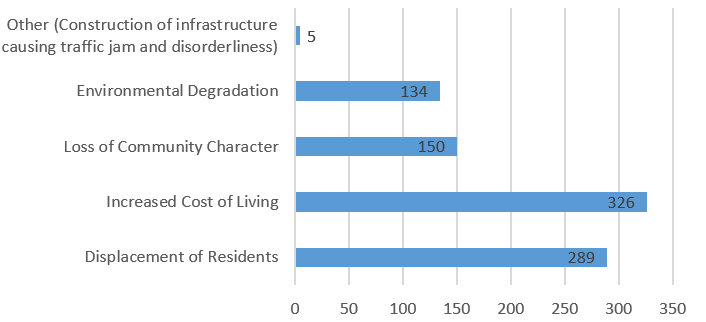 Other (Construction of infrastructure
causing traffic jam and disorderliness)
5
Environmental Degradation
134
Loss of Community Character
150
Increased Cost of Living
326
Displacement of Residents
289
0 50 100 150 200 250 300 350